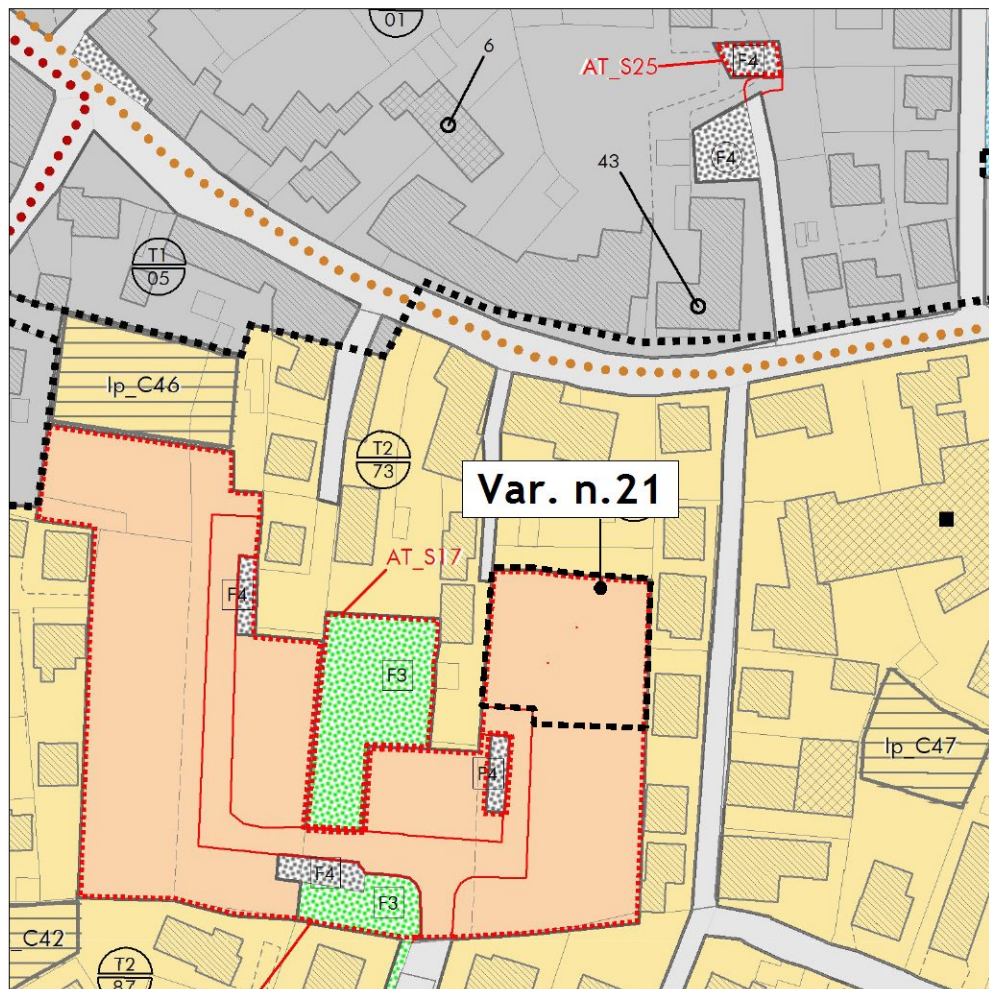 01
6
F4
AT_S25
F4
43
T1
05
Ip_C46
T2
73
Var. n.21
AT_S17
F4
F3
Ip_C47
F4
F4
F3
_C42
T2
87